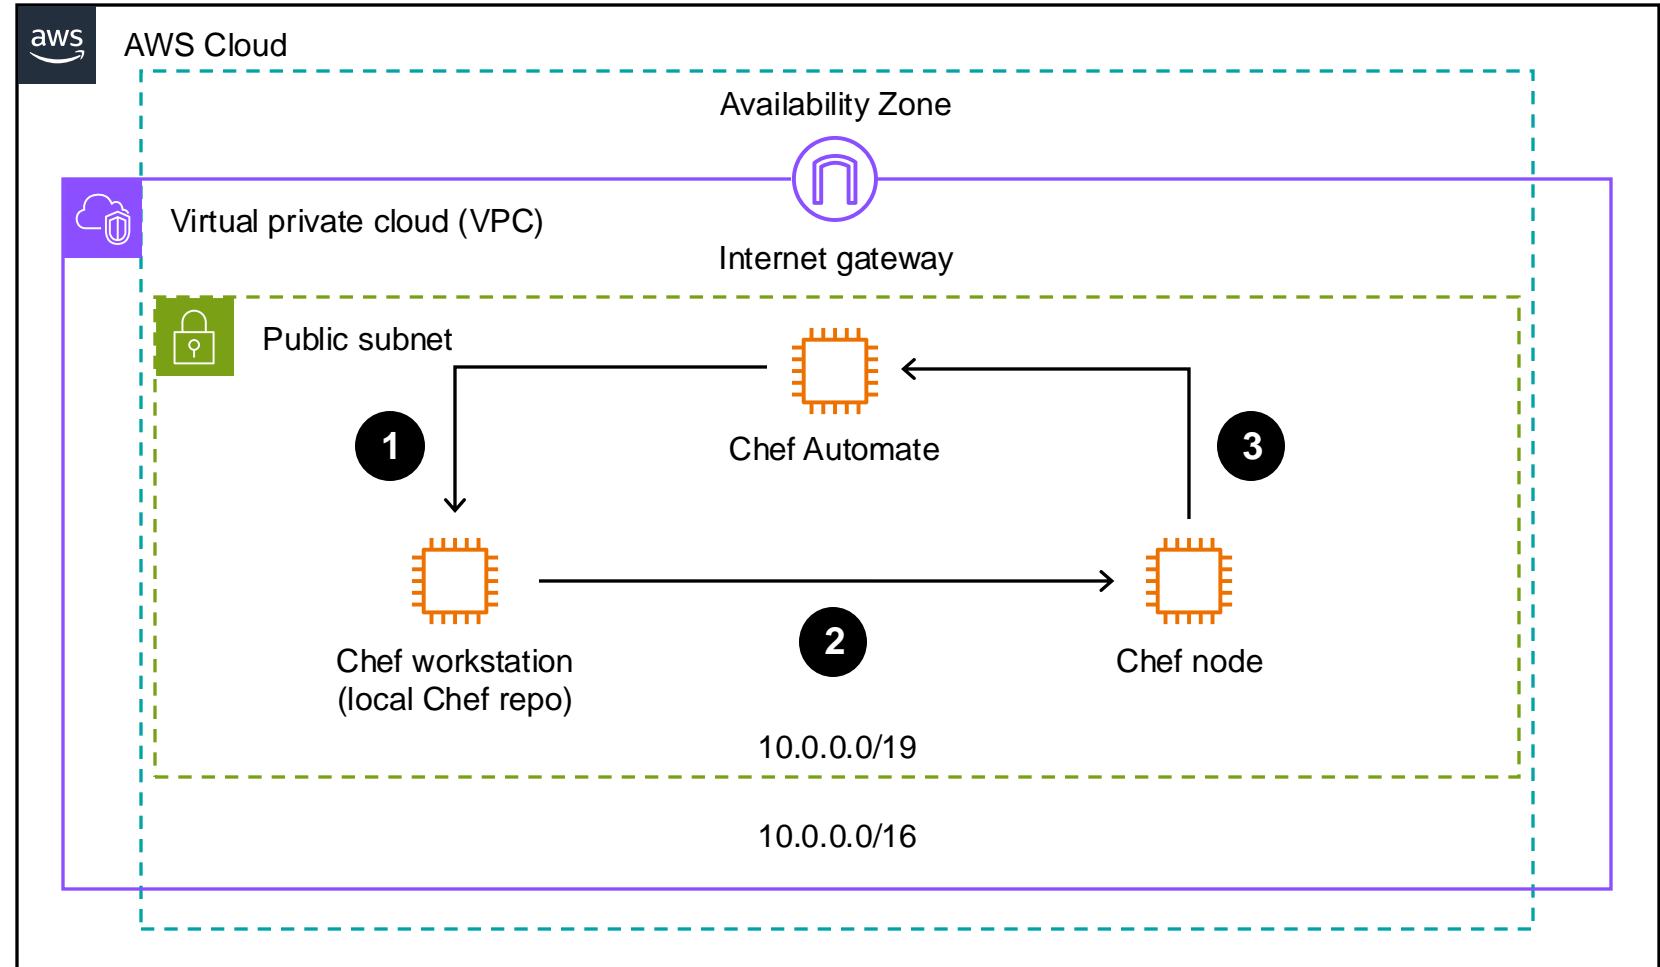 aws
AWS Cloud
Availability Zone
Virtual private cloud (VPC)
Internet gateway
Public subnet
1
Chef Automate
3
2
Chef workstation
(local Chef repo)
Chef node
10.0.0.0/19
10.0.0.0/16